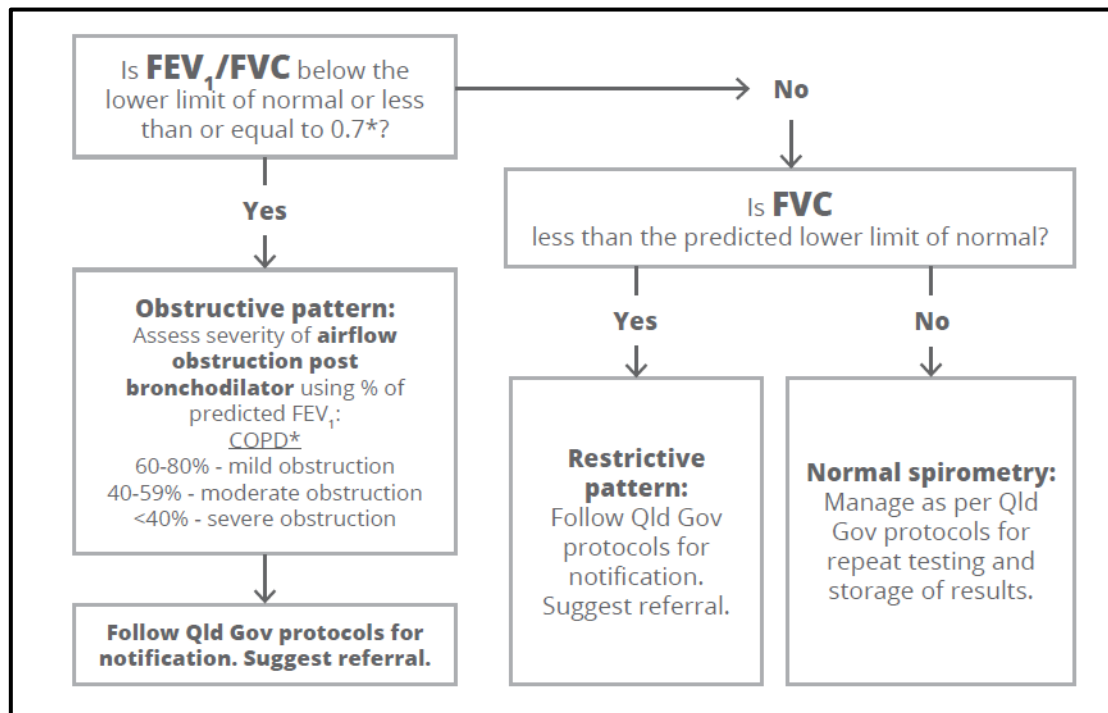 Is FEV₁/FVC below the
lower limit of normal or less
than or equal to 0.7*?
No
Yes
Is FVC
less than the predicted lower limit of normal?
Obstructive pattern:
Assess severity of airflow
obstruction post
bronchodilator using % of
predicted FEV₁:
COPD*
60-80% - mild obstruction
40-59% - moderate obstruction
<40% - severe obstruction
Follow Qld Gov protocols for
notification. Suggest referral.
Yes
No
Restrictive
pattern:
Follow Qld Gov
protocols for
notification.
Suggest referral.
Normal spirometry:
Manage as per Qld
Gov protocols for
repeat testing and
storage of results.